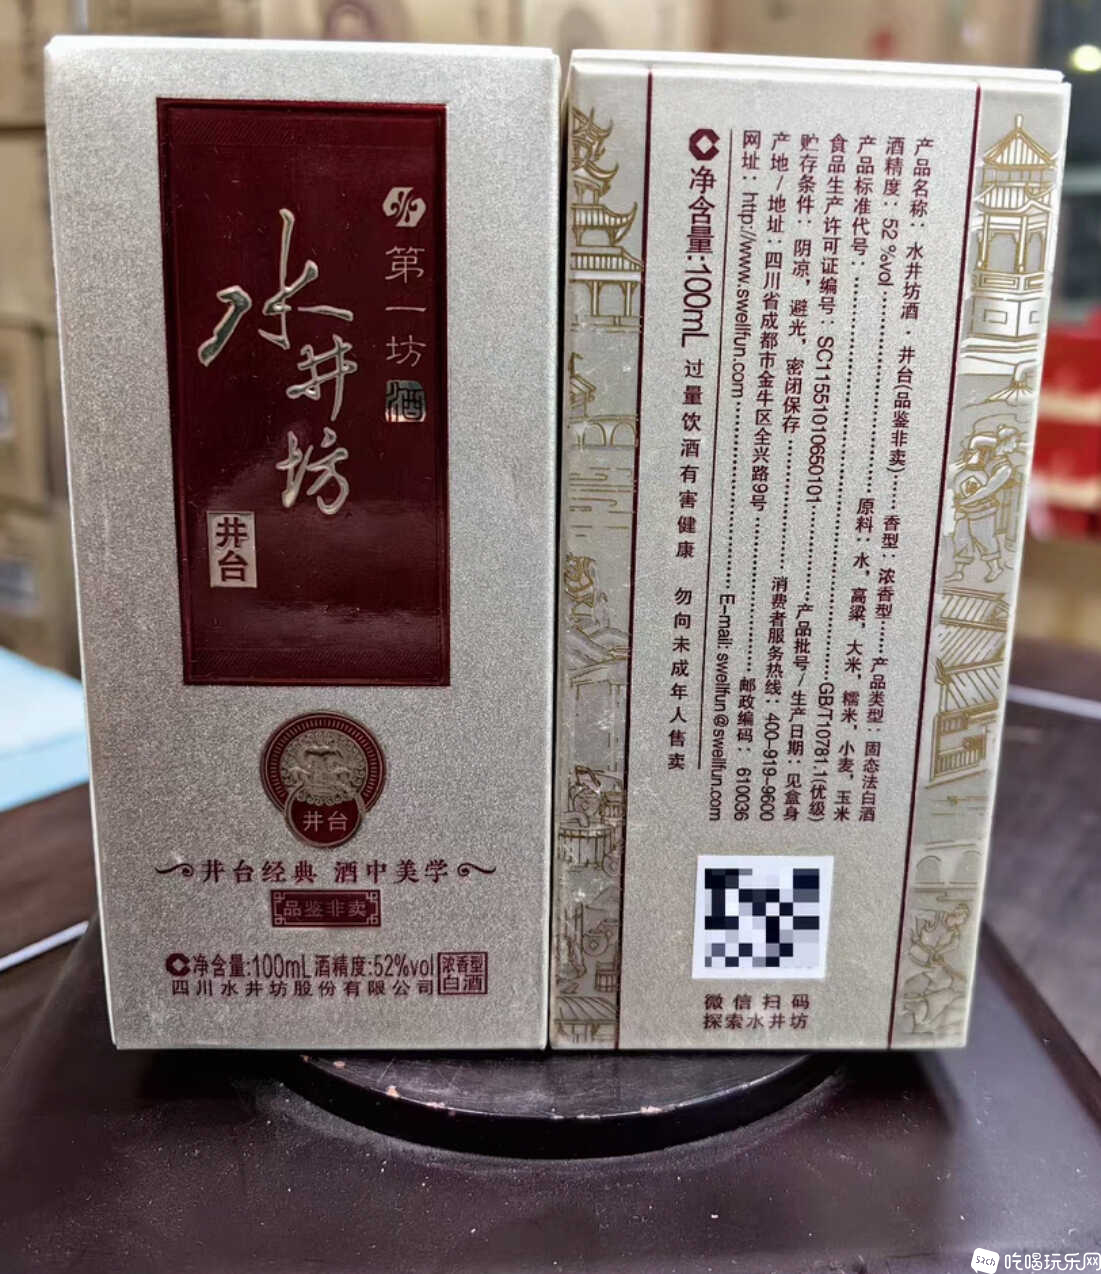 第一坊
酒
水井坊
井台
井台
井台经典 酒中美学
品鉴非卖
净含量:100mL 酒精度:52%vol
浓香型
白酒
四川水井坊股份有限公司
产品名称：水井坊酒·井台(品鉴非卖)……香型：浓香型……产品类型：固态法白酒
酒精度：52%vol……原料：水，高粱，大米，糯米，小麦，玉米
产品标准代号：……GB/T10781.1(优级)
食品生产许可证编号：SC11551010650101……产品批号/生产日期：见盒身
贮存条件：阴凉，避光，密闭保存……消费者服务热线：400-919-9600
产地/地址：四川省成都市金牛区全兴路9号……邮政编码：610036
网址：http://www.swellfun.com……E-mail: swellfun@swellfun.com
净含量:100mL 过量饮酒有害健康 勿向未成年人售卖
微信扫码
探索水井坊
Sach 吃喝玩乐网